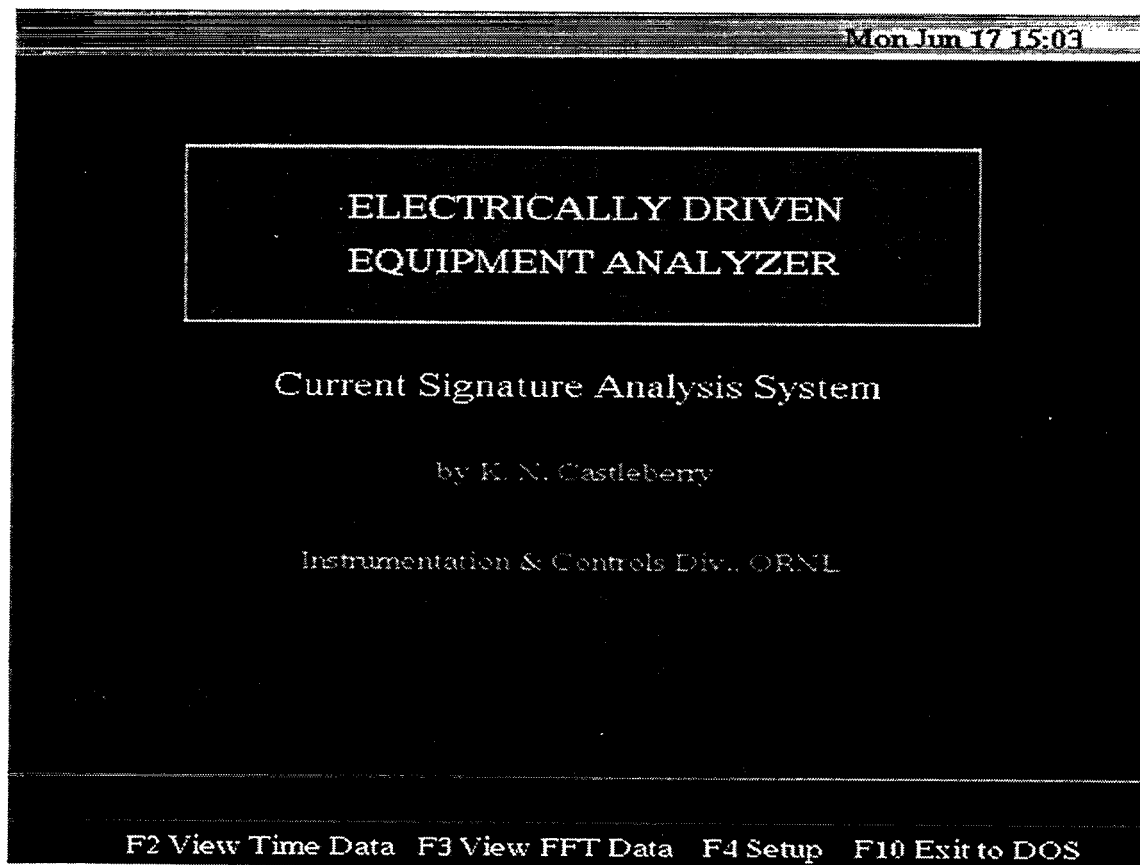 Mon Jun 17 15:03
ELECTRICALLY DRIVEN
EQUIPMENT ANALYZER
Current Signature Analysis System
by K. N. Castleberry
Instrumentation & Controls Div., ORNL
F2 View Time Data F3 View FFT Data F4 Setup F10 Exit to DOS